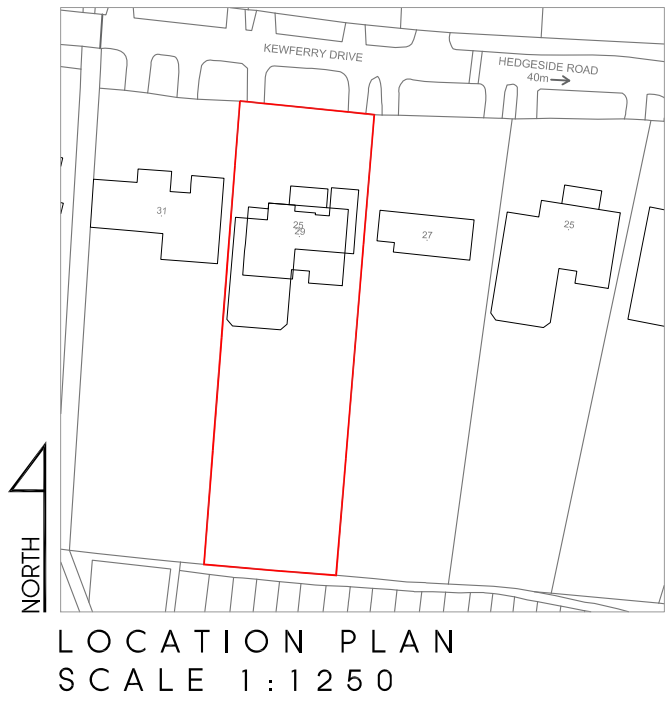 KEWFERRY DRIVE
HEDGESIDE ROAD
40m
31
25
29
27
25
NORTH
LOCATION PLAN
SCALE 1:1250